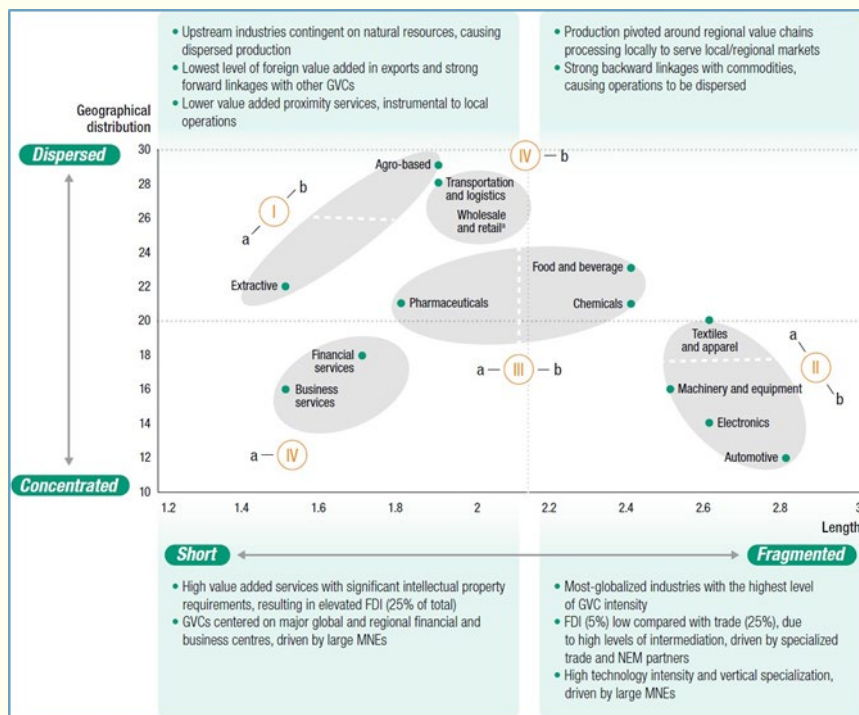 • Upstream industries contingent on natural resources, causing
dispersed production
• Lowest level of foreign value added in exports and strong
forward linkages with other GVCs
• Lower value added proximity services, instrumental to local
operations
• Production pivoted around regional value chains
processing locally to serve local/regional markets
• Strong backward linkages with commodities,
causing operations to be dispersed
Geographical
distribution
Dispersed
30
28
26
24
22
20
18
16
14
12
10
Concentrated
Agro-based
IV
b
Transportation
and logistics
Wholesale
and retailᵃ
b
I
a
Extractive
Food and beverage
Pharmaceuticals
Chemicals
Textiles
and apparel
a
II
b
Financial
services
Business
services
a
III
b
Machinery and equipment
Electronics
Automotive
a
IV
1.2
1.4
1.6
1.8
2
2.2
2.4
2.6
2.8
3
Length
Short
Fragmented
• High value added services with significant intellectual property
requirements, resulting in elevated FDI (25% of total)
• GVCs centered on major global and regional financial and
business centres, driven by large MNEs
• Most-globalized industries with the highest level
of GVC intensity
• FDI (5%) low compared with trade (25%), due
to high levels of intermediation, driven by specialized
trade and NEM partners
• High technology intensity and vertical specialization,
driven by large MNEs